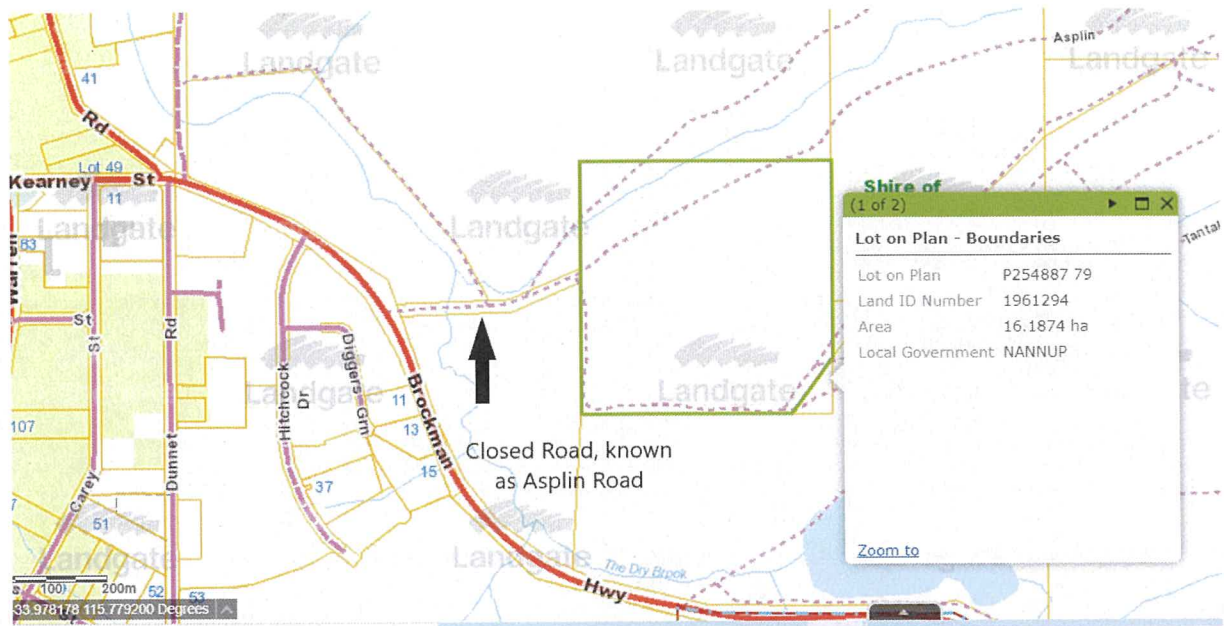 Landgate
Landgate
Landgate
Asplin
41
Rd
Lot 49
Kearney St
11
Shire of
(1 of 2)
Lot on Plan - Boundaries
Lot on Plan P254887 79
Land ID Number 1961294
Area 16.1874 ha
Local Government NANNUP
Zoom to
Tantal
Landgate
Landgate
83
Warren
St
St
Rd
Dunnet
Carey
Hitchcock
Dr
Diggers Grn
Landgate
Landgate
Brockman
Hwy
11
13
15
37
107
7
51
52
53
Closed Road, known
as Asplin Road
Landgate
Landgate
The Dry Brook
100 200m
33.978178 115.779200 Degrees